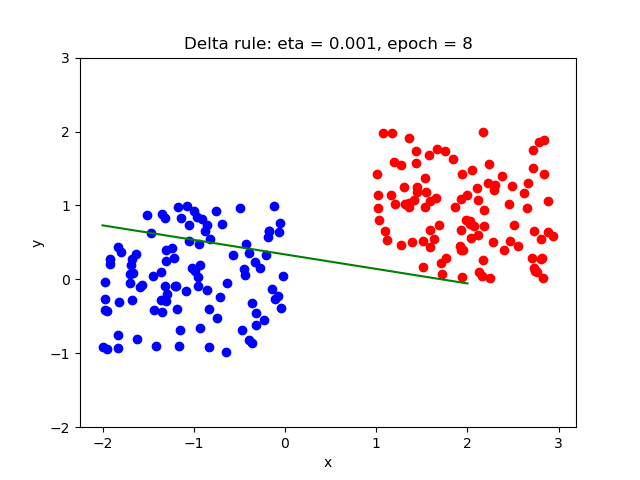 Delta rule: eta = 0.001, epoch = 8
3
2
1
0
−1
−2
y
−2 −1 0 1 2 3
x